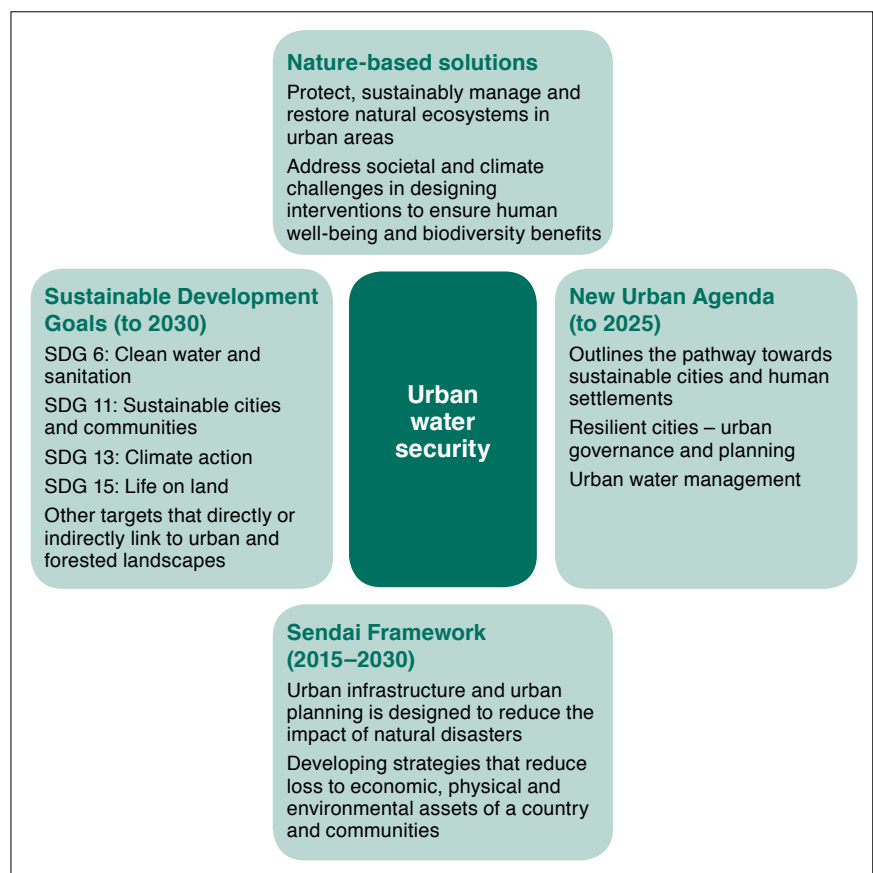 Nature-based solutions
Protect, sustainably manage and
restore natural ecosystems in
urban areas
Address societal and climate
challenges in designing
interventions to ensure human
well-being and biodiversity benefits
Sustainable Development
Goals (to 2030)
SDG 6: Clean water and
sanitation
SDG 11: Sustainable cities
and communities
SDG 13: Climate action
SDG 15: Life on land
Other targets that directly or
indirectly link to urban and
forested landscapes
Urban
water
security
New Urban Agenda
(to 2025)
Outlines the pathway towards
sustainable cities and human
settlements
Resilient cities – urban
governance and planning
Urban water management
Sendai Framework
(2015–2030)
Urban infrastructure and urban
planning is designed to reduce the
impact of natural disasters
Developing strategies that reduce
loss to economic, physical and
environmental assets of a country
and communities